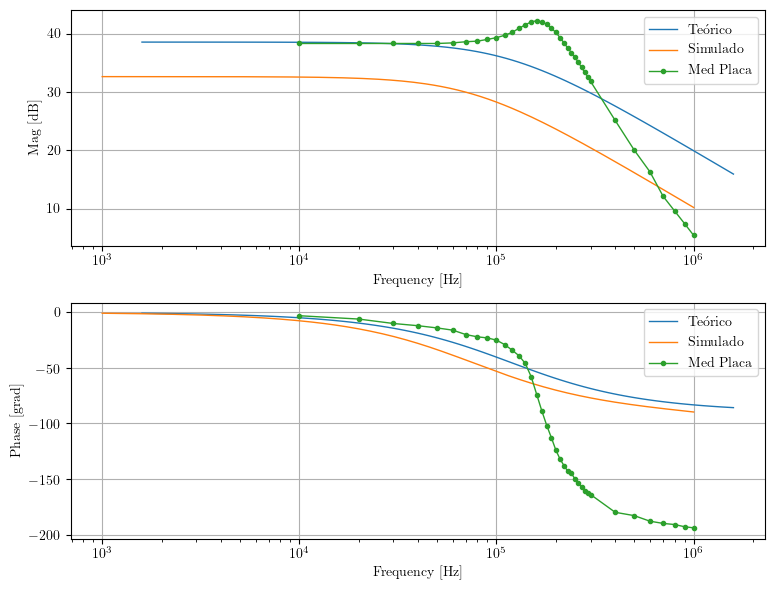 40
30
20
10
Mag [dB]
Teórico
Simulado
Med Placa
10³
10⁴
10⁵
10⁶
Frequency [Hz]
0
−50
−100
−150
−200
Phase [grad]
Teórico
Simulado
Med Placa
10³
10⁴
10⁵
10⁶
Frequency [Hz]